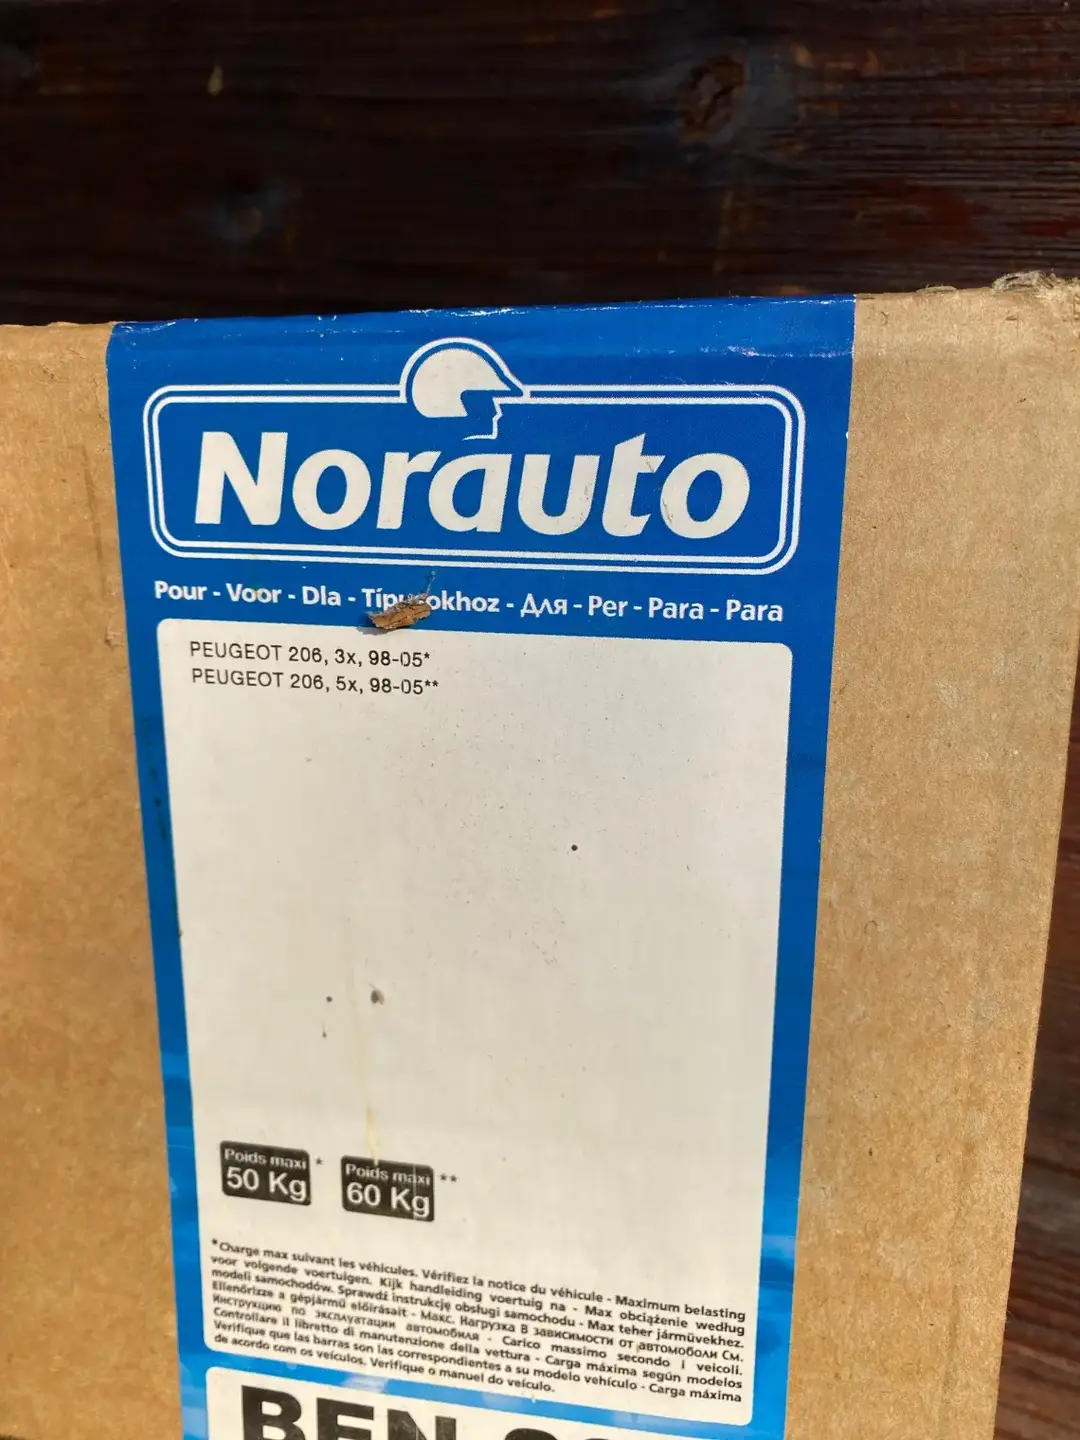 Norauto
Pour - Voor - Dla - Típusokhoz - Для - Per - Para - Para
PEUGEOT 206, 3x, 98-05*
PEUGEOT 206, 5x, 98-05**
Poids maxi *
50 Kg
Poids maxi **
60 Kg
*Charge max suivant les véhicules. Vérifiez la notice du véhicule - Maximum belasting
voor volgende voertuigen. Kijk handleiding voertuig na - Max obciążenie według
modeli samochodów. Sprawdź instrukcję obsługi samochodu - Max teher járművekhez.
Ellenőrizze a gépjármű előírásait - Макс. Нагрузка В зависимости от автомоболи См.
Инструкцию по эксплуатации автомобиля - Carico massimo secondo i veicoli.
Controllare il libretto di manutenzione della vettura - Carga máxima según modelos
Verifique que las barras son las correspondientes a su modelo vehículo - Carga máxima
de acordo com os veículos. Verifique o manuel do veículo.
BEN